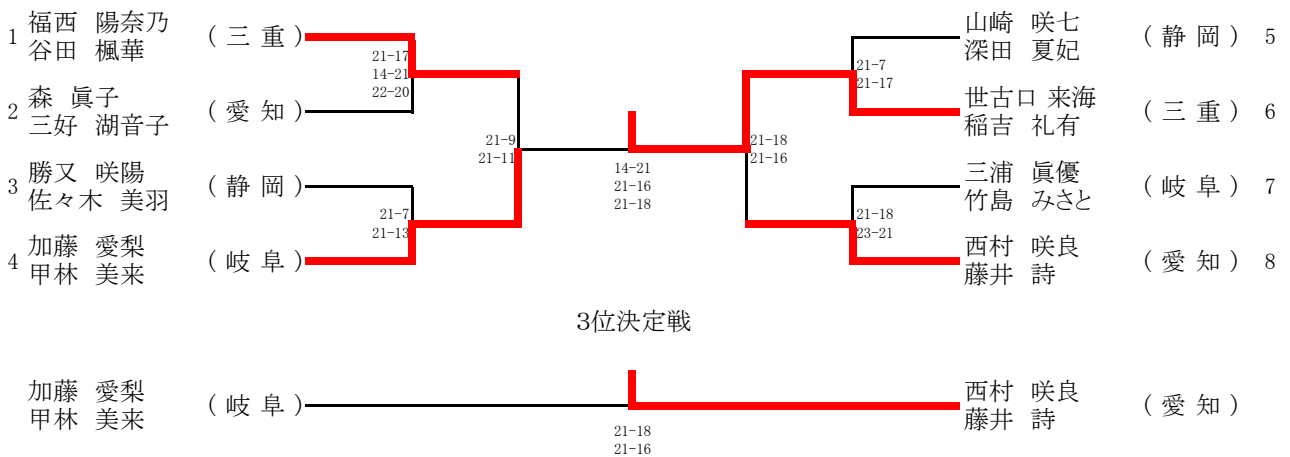 1 福西 陽奈乃
谷田 楓華
(三重)
2 森 眞子
三好 湖音子
(愛知)
3 勝又 咲陽
佐々木 美羽
(静岡)
4 加藤 愛梨
甲林 美来
(岐阜)
21-17
14-21
22-20
21-7
21-13
21-9
21-11
14-21
21-16
21-18
21-18
21-16
21-7
21-17
21-18
23-21
山崎 咲七
深田 夏妃
(静岡) 5
世古口 来海
稲吉 礼有
(三重) 6
三浦 眞優
竹島 みさと
(岐阜) 7
西村 咲良
藤井 詩
(愛知) 8
3位決定戦
加藤 愛梨
甲林 美来
(岐阜)
21-18
21-16
西村 咲良
藤井 詩
(愛知)